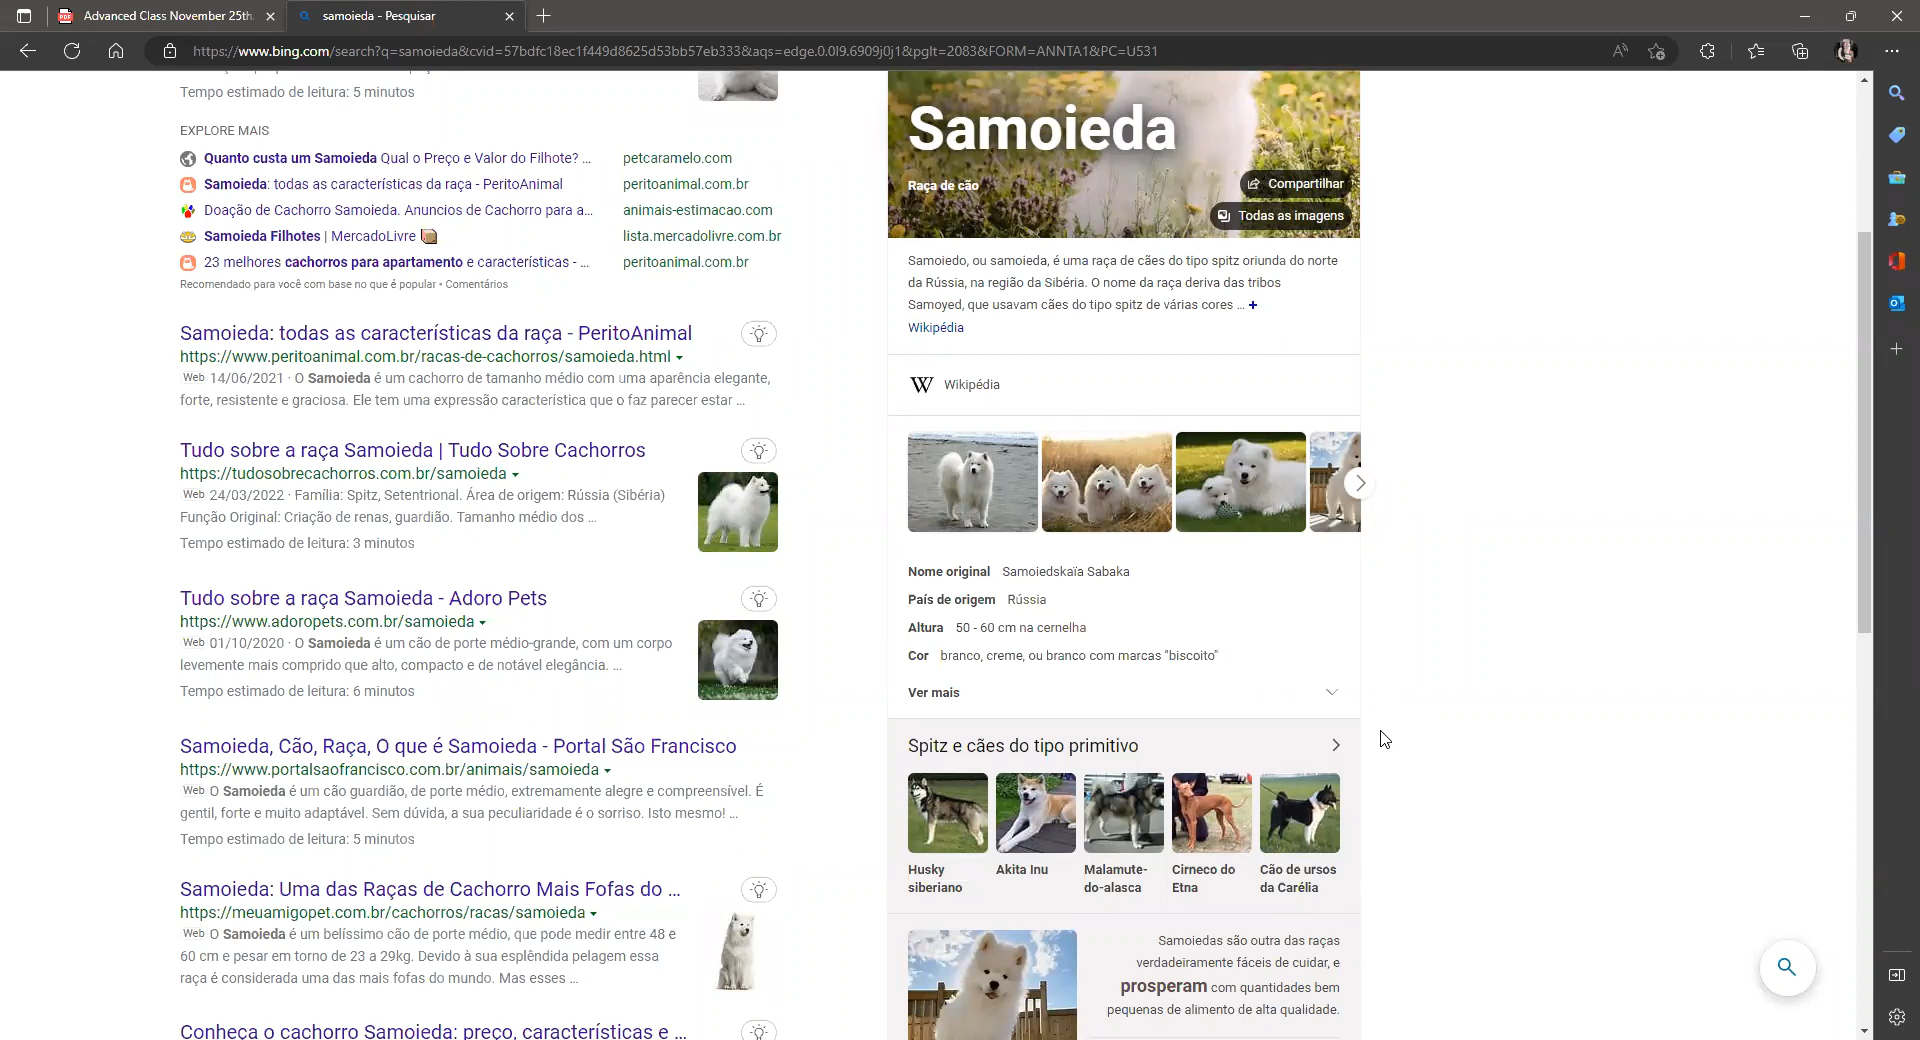 Advanced Class November 25th.
samoieda - Pesquisar
https://www.bing.com/search?q=samoieda&cvid=57bdfc18ec1f449d8625d53bb57eb333&aqs=edge.0.0l9.6909j0j1&pglt=2083&FORM=ANNTA1&PC=U531
Tempo estimado de leitura: 5 minutos
EXPLORE MAIS
Quanto custa um Samoieda Qual o Preço e Valor do Filhote? ... petcaramelo.com
Samoieda: todas as características da raça - PeritoAnimal peritoanimal.com.br
Doação de Cachorro Samoieda. Anuncios de Cachorro para a... animais-estimacao.com
Samoieda Filhotes | MercadoLivre lista.mercadolivre.com.br
23 melhores cachorros para apartamento e características - ... peritoanimal.com.br
Recomendado para você com base no que é popular • Comentários
Samoieda: todas as características da raça - PeritoAnimal
https://www.peritoanimal.com.br/racas-de-cachorros/samoieda.html
Web 14/06/2021 · O Samoieda é um cachorro de tamanho médio com uma aparência elegante,
forte, resistente e graciosa. Ele tem uma expressão característica que o faz parecer estar ...
Tudo sobre a raça Samoieda | Tudo Sobre Cachorros
https://tudosobrecachorros.com.br/samoieda
Web 24/03/2022 · Família: Spitz, Setentrional. Área de origem: Rússia (Sibéria)
Função Original: Criação de renas, guardião. Tamanho médio dos ...
Tempo estimado de leitura: 3 minutos
Tudo sobre a raça Samoieda - Adoro Pets
https://www.adoropets.com.br/samoieda
Web 01/10/2020 · O Samoieda é um cão de porte médio-grande, com um corpo
levemente mais comprido que alto, compacto e de notável elegância. ...
Tempo estimado de leitura: 6 minutos
Samoieda, Cão, Raça, O que é Samoieda - Portal São Francisco
https://www.portalsaofrancisco.com.br/animais/samoieda
Web O Samoieda é um cão guardião, de porte médio, extremamente alegre e compreensível. É
gentil, forte e muito adaptável. Sem dúvida, a sua peculiaridade é o sorriso. Isto mesmo! ...
Tempo estimado de leitura: 5 minutos
Samoieda: Uma das Raças de Cachorro Mais Fofas do ...
https://meuamigopet.com.br/cachorros/racas/samoieda
Web O Samoieda é um belíssimo cão de porte médio, que pode medir entre 48 e
60 cm e pesar em torno de 23 a 29kg. Devido à sua esplêndida pelagem essa
raça é considerada uma das mais fofas do mundo. Mas esses ...
Conheça o cachorro Samoieda: preço, características e ...
Samoieda
Raça de cão
Compartilhar
Todas as imagens
Samoiedo, ou samoieda, é uma raça de cães do tipo spitz oriunda do norte
da Rússia, na região da Sibéria. O nome da raça deriva das tribos
Samoyed, que usavam cães do tipo spitz de várias cores ... +
Wikipédia
W Wikipédia
Nome original Samoiedskaïa Sabaka
País de origem Rússia
Altura 50 - 60 cm na cernelha
Cor branco, creme, ou branco com marcas "biscoito"
Ver mais
Spitz e cães do tipo primitivo
Husky
siberiano
Akita Inu
Malamute-
do-alasca
Cirneco do
Etna
Cão de ursos
da Carélia
Samoiedas são outra das raças
verdadeiramente fáceis de cuidar, e
prosperam com quantidades bem
pequenas de alimento de alta qualidade.